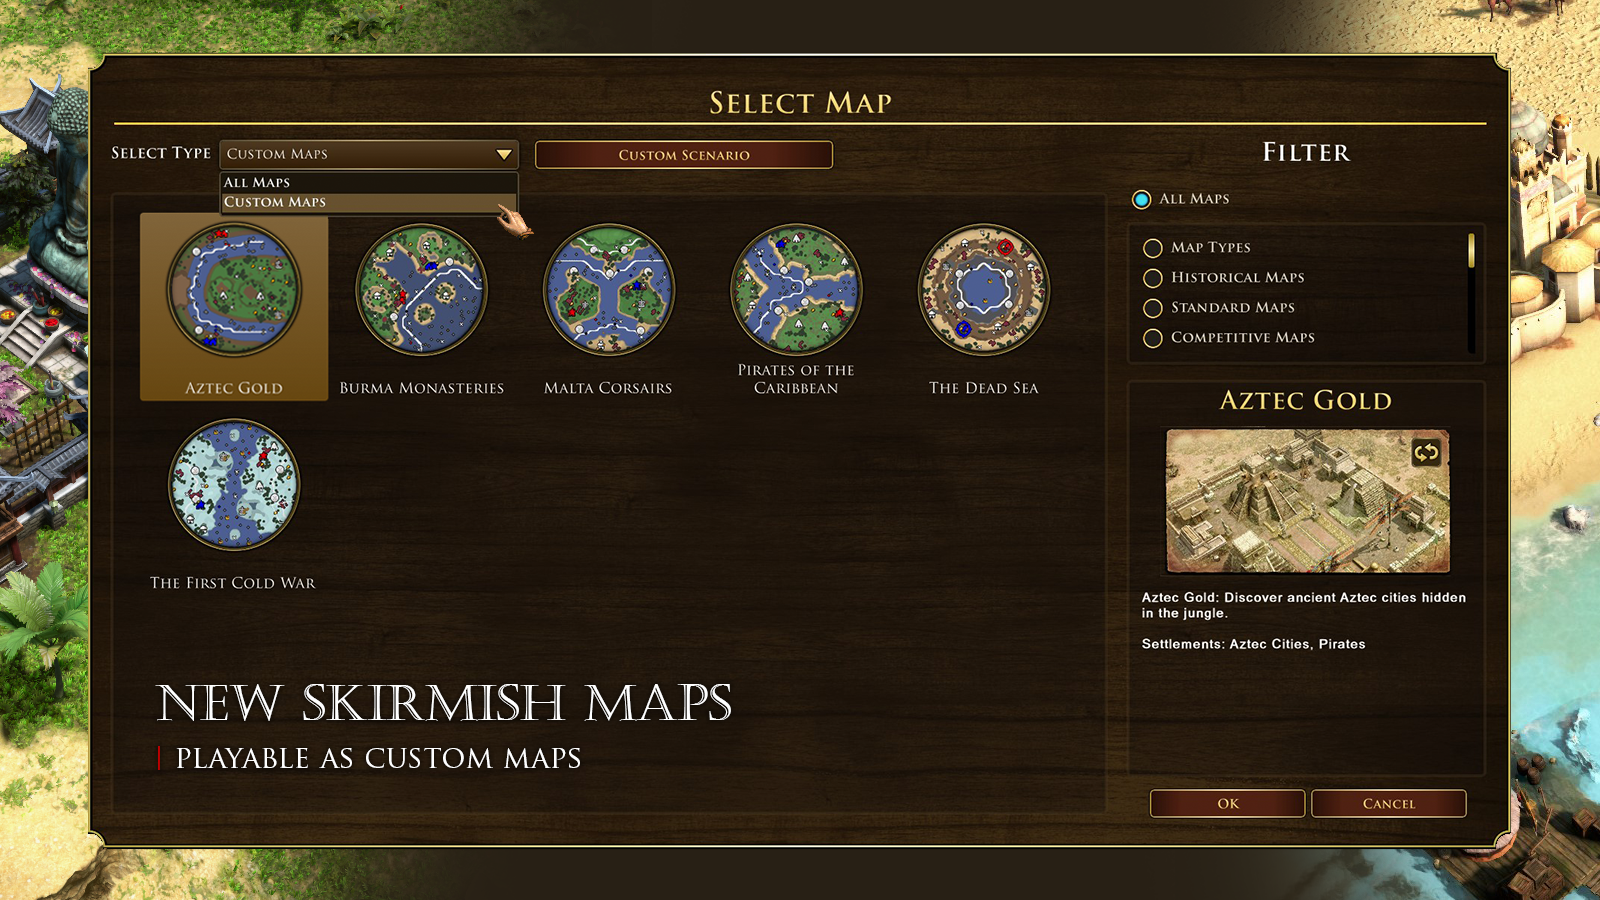 Select Map
Select Type
Custom Maps
Custom Scenario
All Maps
Custom Maps
Aztec Gold
Burma Monasteries
Malta Corsairs
Pirates of the
Caribbean
The Dead Sea
The First Cold War
New Skirmish Maps
Playable as Custom Maps
Filter
All Maps
Map Types
Historical Maps
Standard Maps
Competitive Maps
Aztec Gold
Aztec Gold: Discover ancient Aztec cities hidden
in the jungle.
Settlements: Aztec Cities, Pirates
OK
Cancel